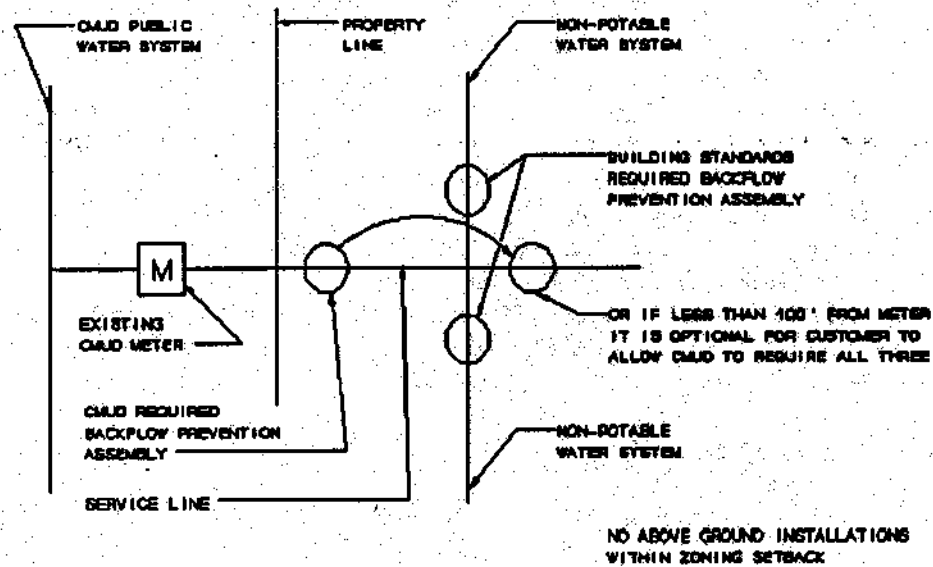 CMUD PUBLIC
WATER SYSTEM
PROPERTY
LINE
NON-POTABLE
WATER SYSTEM
BUILDING STANDARDS
REQUIRED BACKFLOW
PREVENTION ASSEMBLY
M
EXISTING
CMUD METER
OR IF LESS THAN 100' FROM METER
IT IS OPTIONAL FOR CUSTOMER TO
ALLOW CMUD TO REQUIRE ALL THREE
CMUD REQUIRED
BACKFLOW PREVENTION
ASSEMBLY
NON-POTABLE
WATER SYSTEM
SERVICE LINE
NO ABOVE GROUND INSTALLATIONS
WITHIN ZONING SETBACK